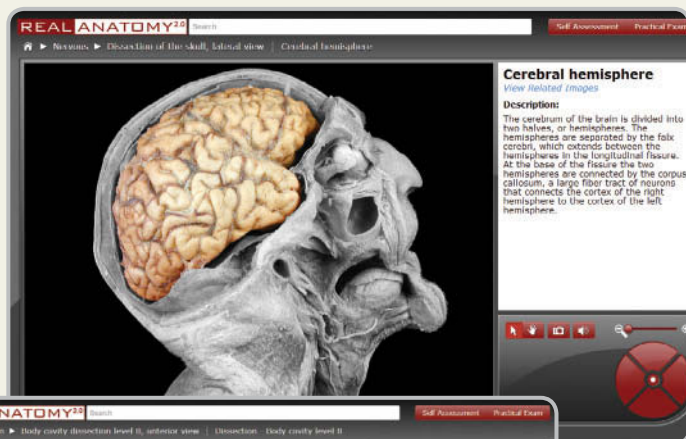 REAL ANATOMY 2.0 Search Self Assessment Practical Exam
Nervous ▶ Dissection of the skull, lateral view | Cerebral hemisphere
Cerebral hemisphere
View Related Images
Description:
The cerebrum of the brain is divided into
two halves, or hemispheres. The
hemispheres are separated by the falx
cerebri, which extends between the
hemispheres in the longitudinal fissure.
At the base of the fissure the two
hemispheres are connected by the corpus
callosum, a large fiber tract of neurons
that connects the cortex of the right
hemisphere to the cortex of the left
hemisphere.
NATOMY 2.0 Search Self Assessment Practical Exam
▶ Body cavity dissection level II, anterior view | Dissection - Body cavity level II